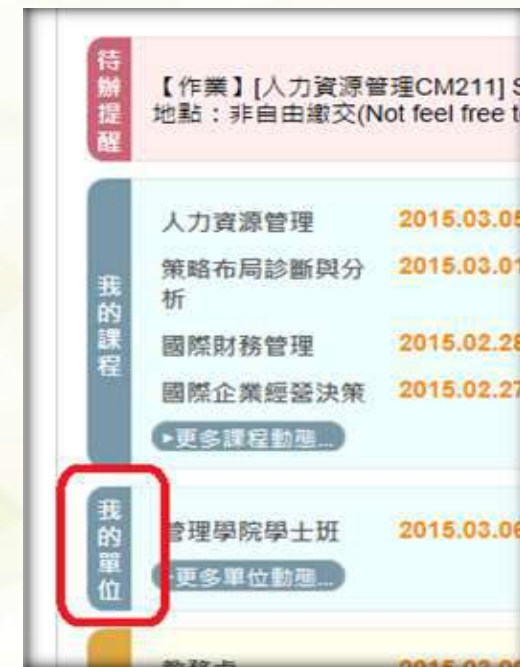 待辦提醒
【作業】[人力資源管理CM211] S
地點：非自由繳交(Not feel free t
我的課程
人力資源管理 2015.03.05
策略布局診斷與分析 2015.03.01
國際財務管理 2015.02.28
國際企業經營決策 2015.02.27
▸更多課程動態...
我的單位
管理學院學士班 2015.03.06
更多單位動態...